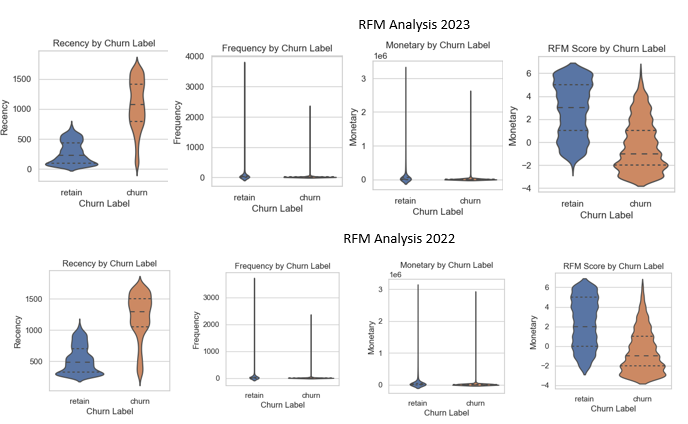 RFM Analysis 2023
Recency by Churn Label
Frequency by Churn Label
Monetary by Churn Label
RFM Score by Churn Label
1e6
Recency
1500
1000
500
0
retain
churn
Churn Label
Frequency
4000
3000
2000
1000
0
retain
churn
Churn Label
Monetary
3
2
1
0
retain
churn
Churn Label
Monetary
6
4
2
0
−2
−4
retain
churn
Churn Label
RFM Analysis 2022
Recency by Churn Label
Frequency by Churn Label
Monetary by Churn Label
RFM Score by Churn Label
1e6
Recency
1500
1000
500
retain
churn
Churn Label
Frequency
3000
2000
1000
0
retain
churn
Churn Label
Monetary
3
2
1
0
retain
churn
Churn Label
Monetary
6
4
2
0
−2
−4
retain
churn
Churn Label